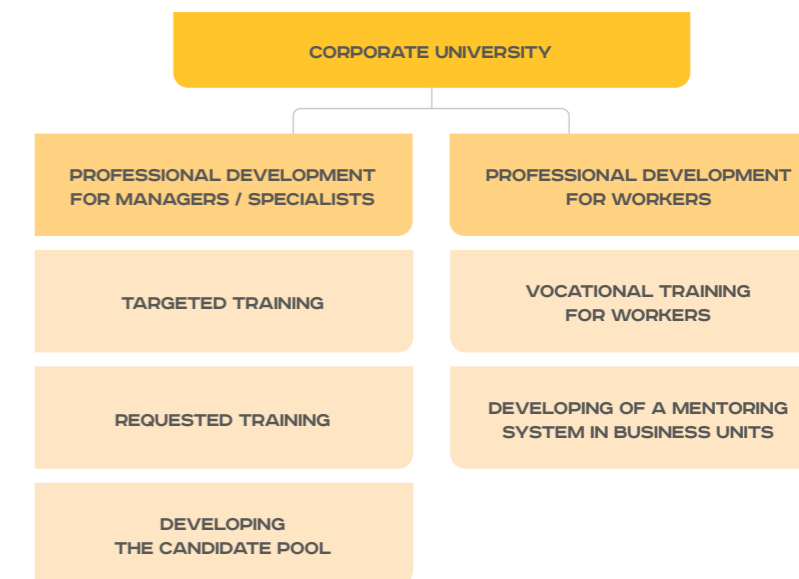 CORPORATE UNIVERSITY
PROFESSIONAL DEVELOPMENT
FOR MANAGERS / SPECIALISTS
TARGETED TRAINING
REQUESTED TRAINING
DEVELOPING
THE CANDIDATE POOL
PROFESSIONAL DEVELOPMENT
FOR WORKERS
VOCATIONAL TRAINING
FOR WORKERS
DEVELOPING OF A MENTORING
SYSTEM IN BUSINESS UNITS